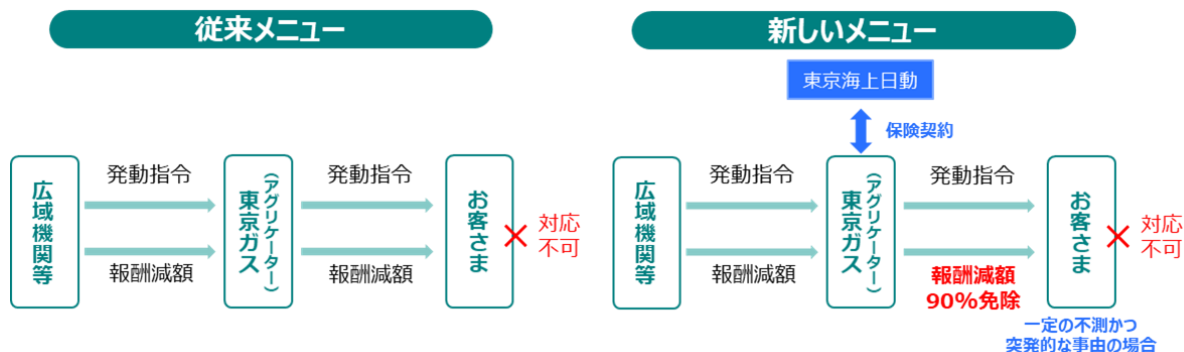 従来メニュー
広域機関等
発動指令
報酬減額
東京ガス
(アグリケーター)
発動指令
報酬減額
お客さま
対応
不可
新しいメニュー
東京海上日動
保険契約
広域機関等
発動指令
報酬減額
東京ガス
(アグリケーター)
発動指令
報酬減額
90%免除
お客さま
対応
不可
一定の不測かつ
突発的な事由の場合